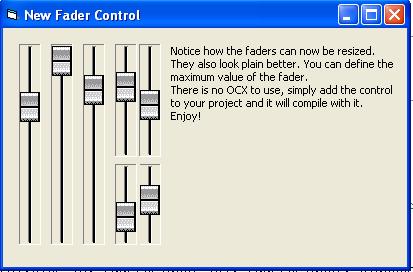 New Fader Control
Notice how the faders can now be resized.
They also look plain better. You can define the
maximum value of the fader.
There is no OCX to use, simply add the control
to your project and it will compile with it.
Enjoy!